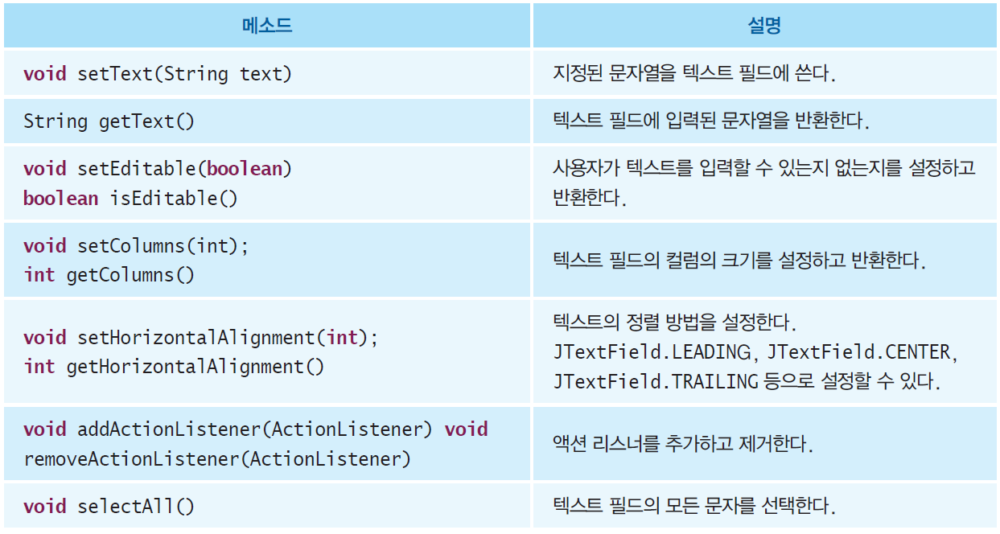 메소드 설명
void setText(String text) 지정된 문자열을 텍스트 필드에 쓴다.
String getText() 텍스트 필드에 입력된 문자열을 반환한다.
void setEditable(boolean)
boolean isEditable()
사용자가 텍스트를 입력할 수 있는지 없는지를 설정하고
반환한다.
void setColumns(int);
int getColumns()
텍스트 필드의 컬럼의 크기를 설정하고 반환한다.
void setHorizontalAlignment(int);
int getHorizontalAlignment()
텍스트의 정렬 방법을 설정한다.
JTextField.LEADING, JTextField.CENTER,
JTextField.TRAILING 등으로 설정할 수 있다.
void addActionListener(ActionListener) void
removeActionListener(ActionListener)
액션 리스너를 추가하고 제거한다.
void selectAll() 텍스트 필드의 모든 문자를 선택한다.